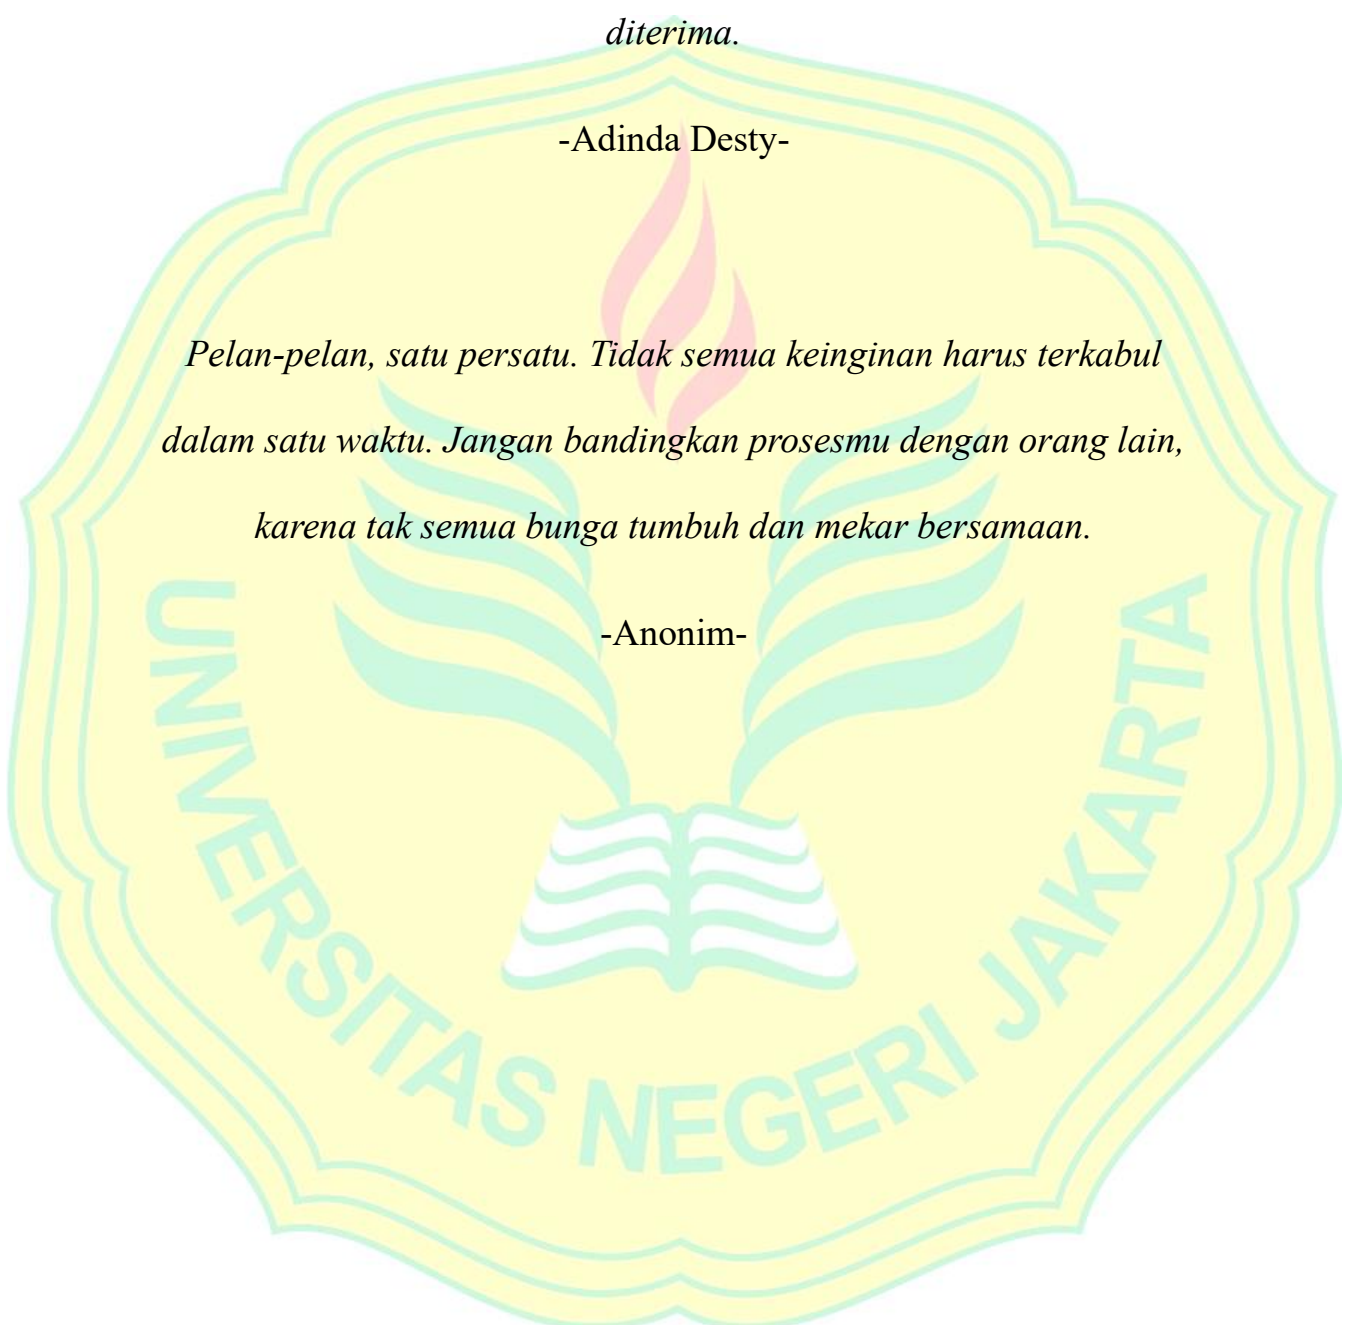 diterima.
-Adinda Desty-
Pelan-pelan, satu persatu. Tidak semua keinginan harus terkabul
dalam satu waktu. Jangan bandingkan prosesmu dengan orang lain,
karena tak semua bunga tumbuh dan mekar bersamaan.
-Anonim-
UNIVERSITAS NEGERI JAKARTA